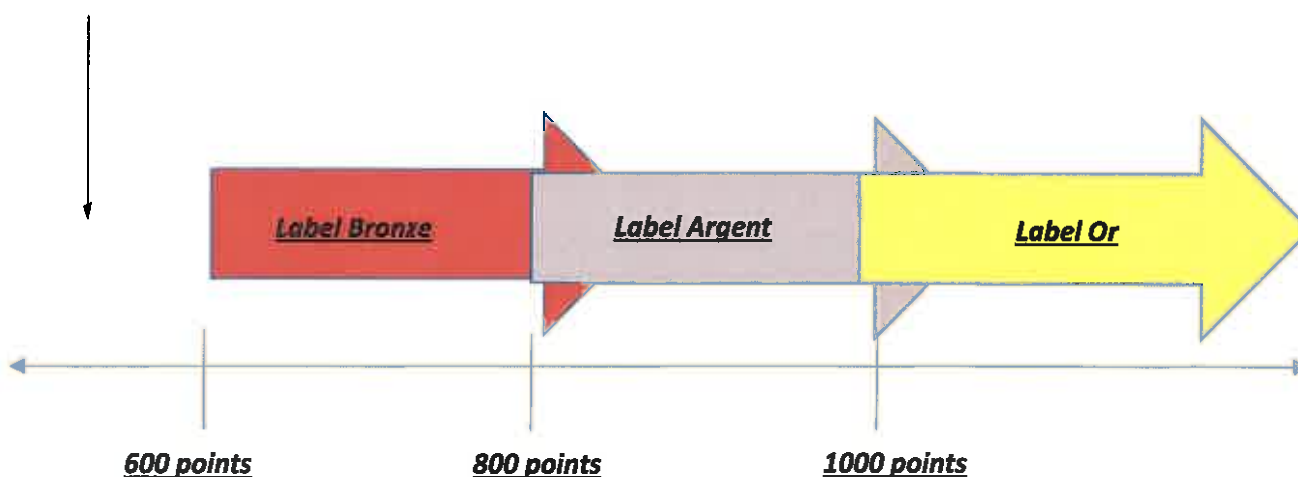 Label Bronze
Label Argent
Label Or
600 points
800 points
1000 points